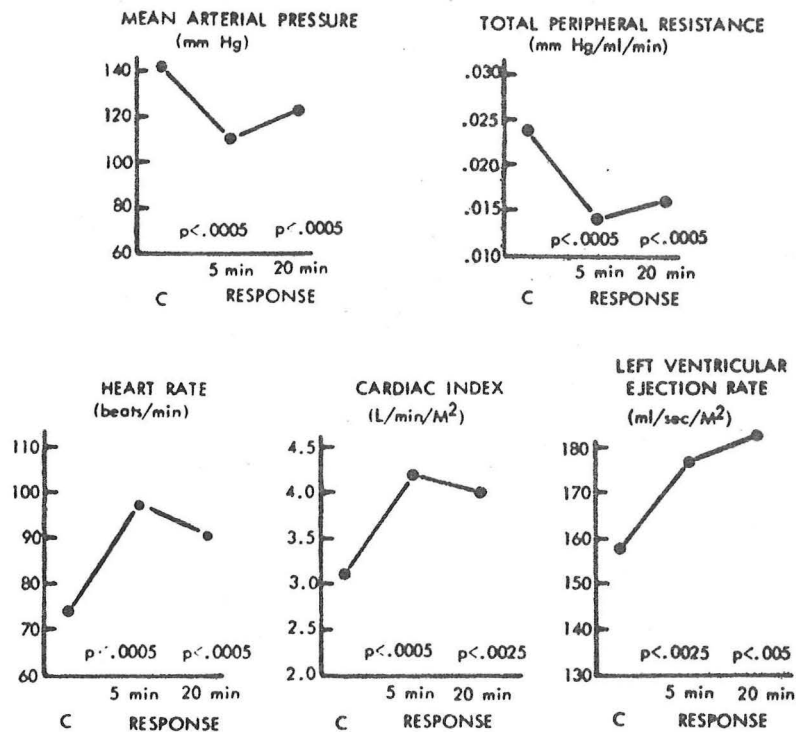 MEAN ARTERIAL PRESSURE
(mm Hg)
140
120
100
80
60
p<.0005 p<.0005
5 min 20 min
C RESPONSE
TOTAL PERIPHERAL RESISTANCE
(mm Hg/ml/min)
.030
.025
.020
.015
.010
p<.0005 p<.0005
5 min 20 min
C RESPONSE
HEART RATE
(beats/min)
110
100
90
80
70
60
p<.0005 p<.0005
5 min 20 min
C RESPONSE
CARDIAC INDEX
(L/min/M²)
4.5
4.0
3.5
3.0
2.5
2.0
p<.0005 p<.0025
5 min 20 min
C RESPONSE
LEFT VENTRICULAR
EJECTION RATE
(ml/sec/M²)
180
170
160
150
140
130
p<.0025 p<.005
5 min 20 min
C RESPONSE